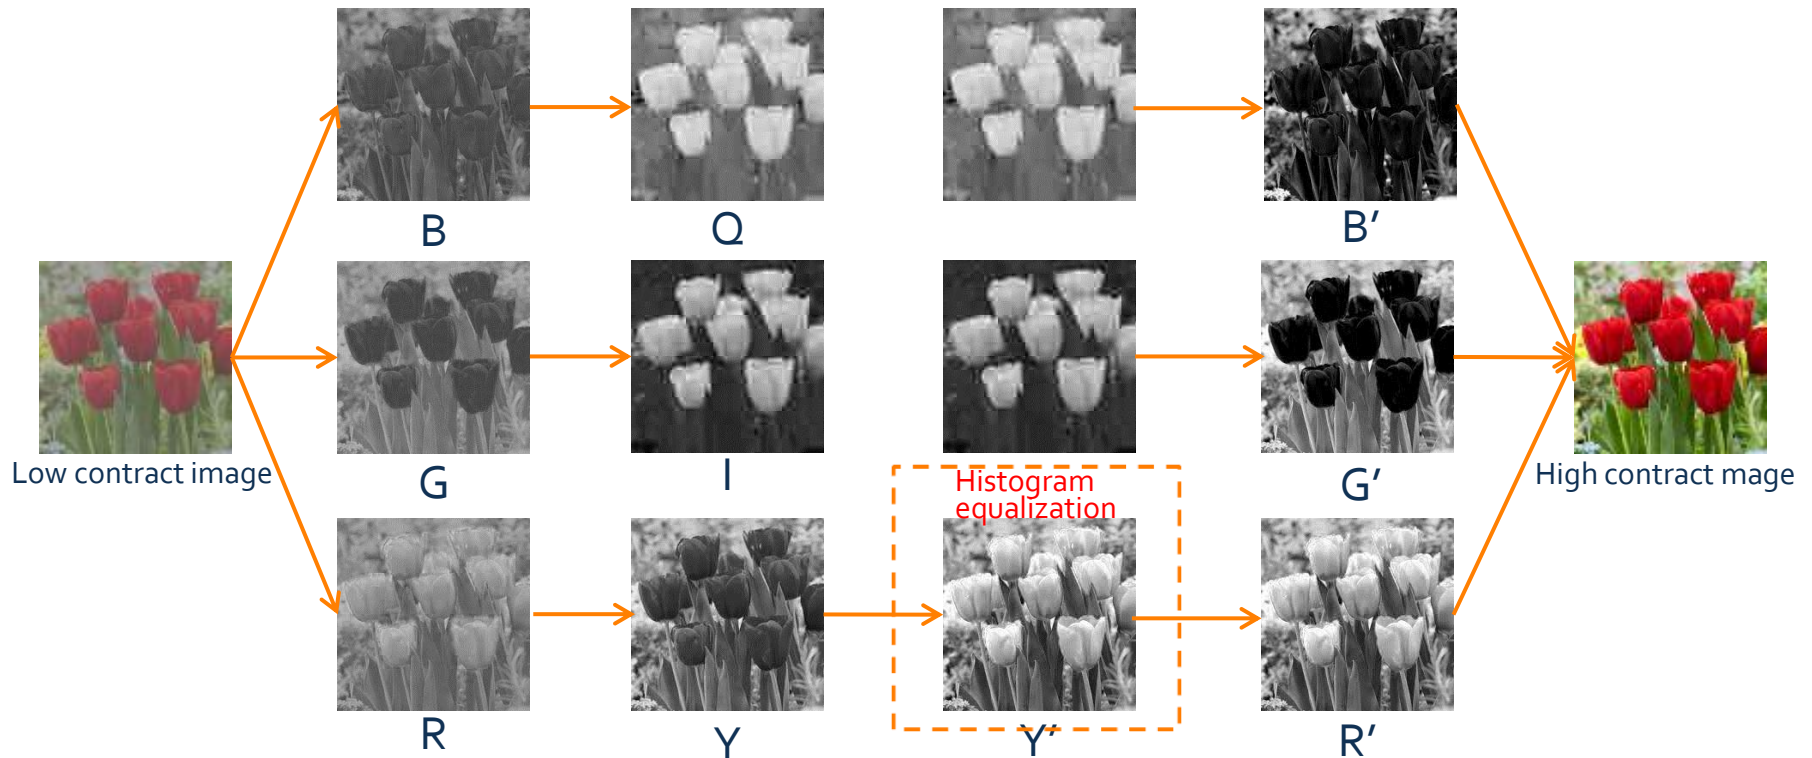 B
Q
B′
Low contract image
G
I
G′
High contract mage
Histogram
equalization
R
Y
Y′
R′